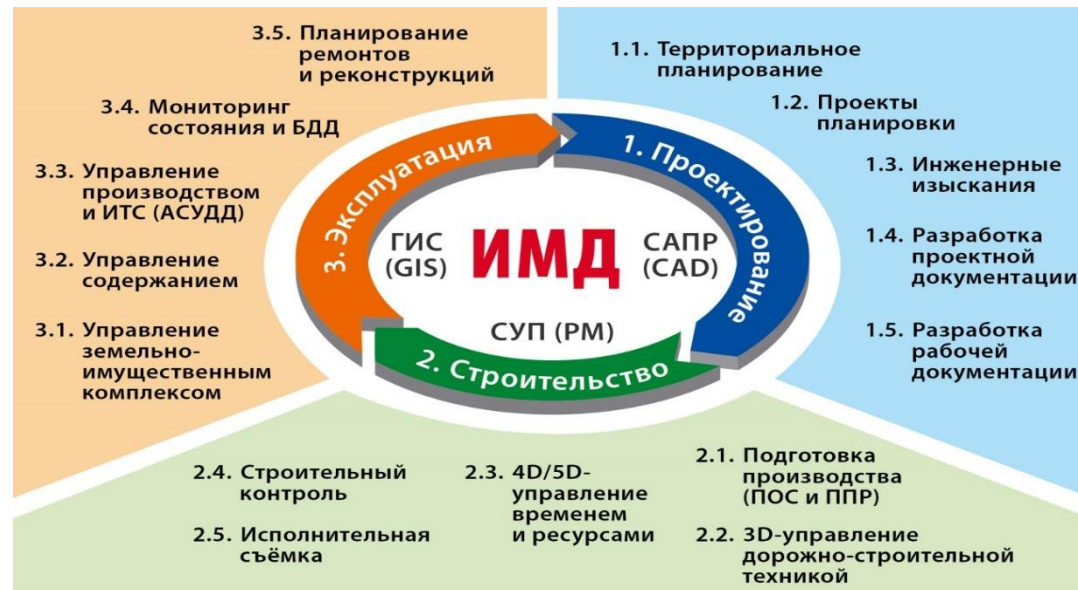 3.5. Планирование
ремонтов
и реконструкций
3.4. Мониторинг
состояния и БДД
3.3. Управление
производством
и ИТС (АСУДД)
3.2. Управление
содержанием
3.1. Управление
земельно-
имущественным
комплексом
1.1. Территориальное
планирование
1.2. Проекты
планировки
1.3. Инженерные
изыскания
1.4. Разработка
проектной
документации
1.5. Разработка
рабочей
документации
3. Эксплуатация
1. Проектирование
2. Строительство
ГИС
(GIS)
ИМД
САПР
(CAD)
СУП (PM)
2.4. Строительный
контроль
2.5. Исполнительная
съёмка
2.3. 4D/5D-
управление
временем
и ресурсами
2.1. Подготовка
производства
(ПОС и ППР)
2.2. 3D-управление
дорожно-строительной
техникой